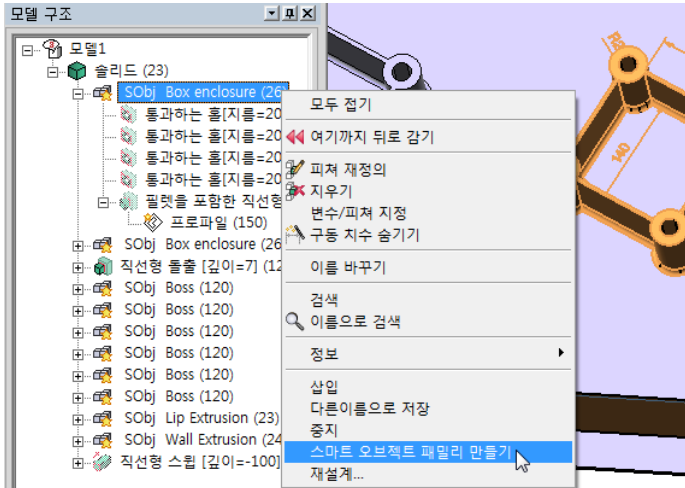 모델 구조
모델1
솔리드 (23)
SObj Box enclosure (26)
통과하는 홀[지름=20
통과하는 홀[지름=20
통과하는 홀[지름=20
통과하는 홀[지름=20
필렛을 포함한 직선형
프로파일 (150)
SObj Box enclosure (26
직선형 돌출 [깊이=7] (12
SObj Boss (120)
SObj Boss (120)
SObj Boss (120)
SObj Boss (120)
SObj Boss (120)
SObj Boss (120)
SObj Lip Extrusion (23)
SObj Wall Extrusion (24
직선형 스윕 [깊이=-100]
모두 접기
여기까지 뒤로 감기
피쳐 재정의
지우기
변수/피쳐 지정
구동 치수 숨기기
이름 바꾸기
검색
이름으로 검색
정보
삽입
다른이름으로 저장
중지
스마트 오브젝트 패밀리 만들기
재설계...
140